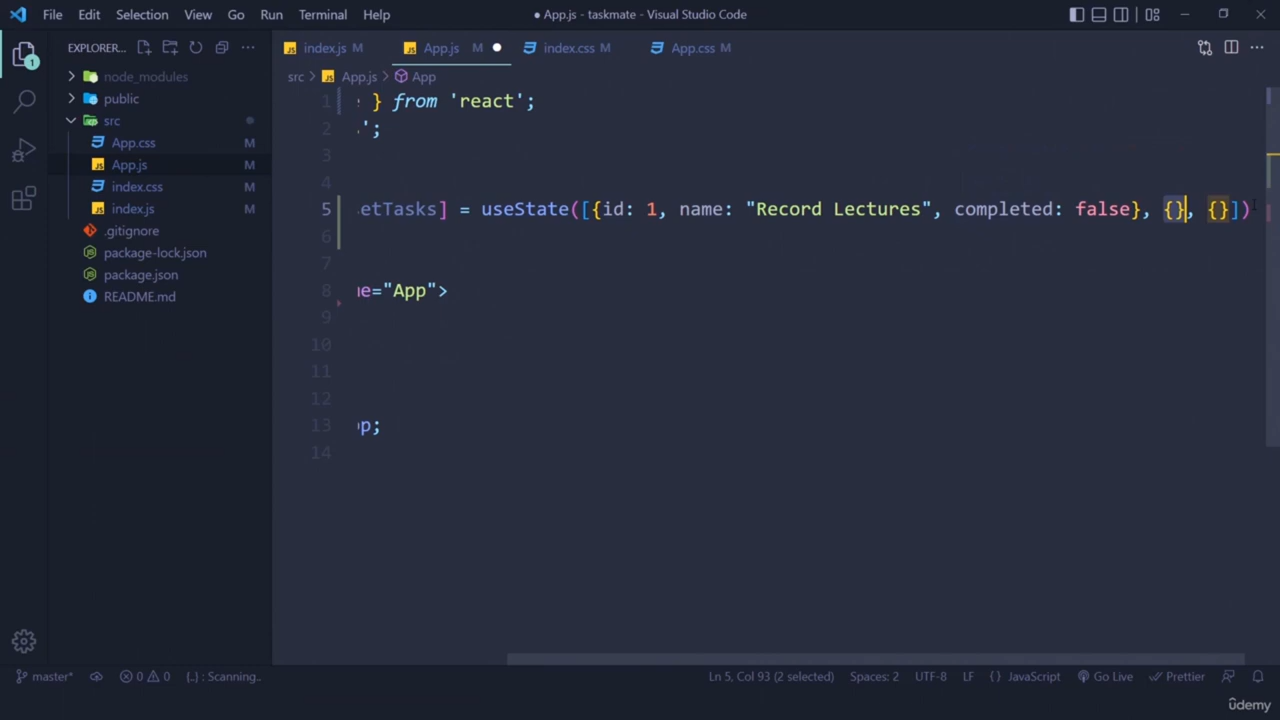 File Edit Selection View Go Run Terminal Help
● App.js - taskmate - Visual Studio Code
EXPLORER...
index.js M
App.js M
index.css M
App.css M
node_modules
public
src
App.css M
App.js M
index.css M
index.js M
.gitignore
package-lock.json
package.json
README.md
src > App.js > App
1 } from 'react';
2 ';
3
4
5 etTasks] = useState([{id: 1, name: "Record Lectures", completed: false}, {}, {}])
6
7
8 me="App">
9
10
11
12
13 p;
14
master* 0 0 {..} : Scanning.. Ln 5, Col 93 (2 selected) Spaces: 2 UTF-8 LF {} JavaScript Go Live Prettier
ûdemy